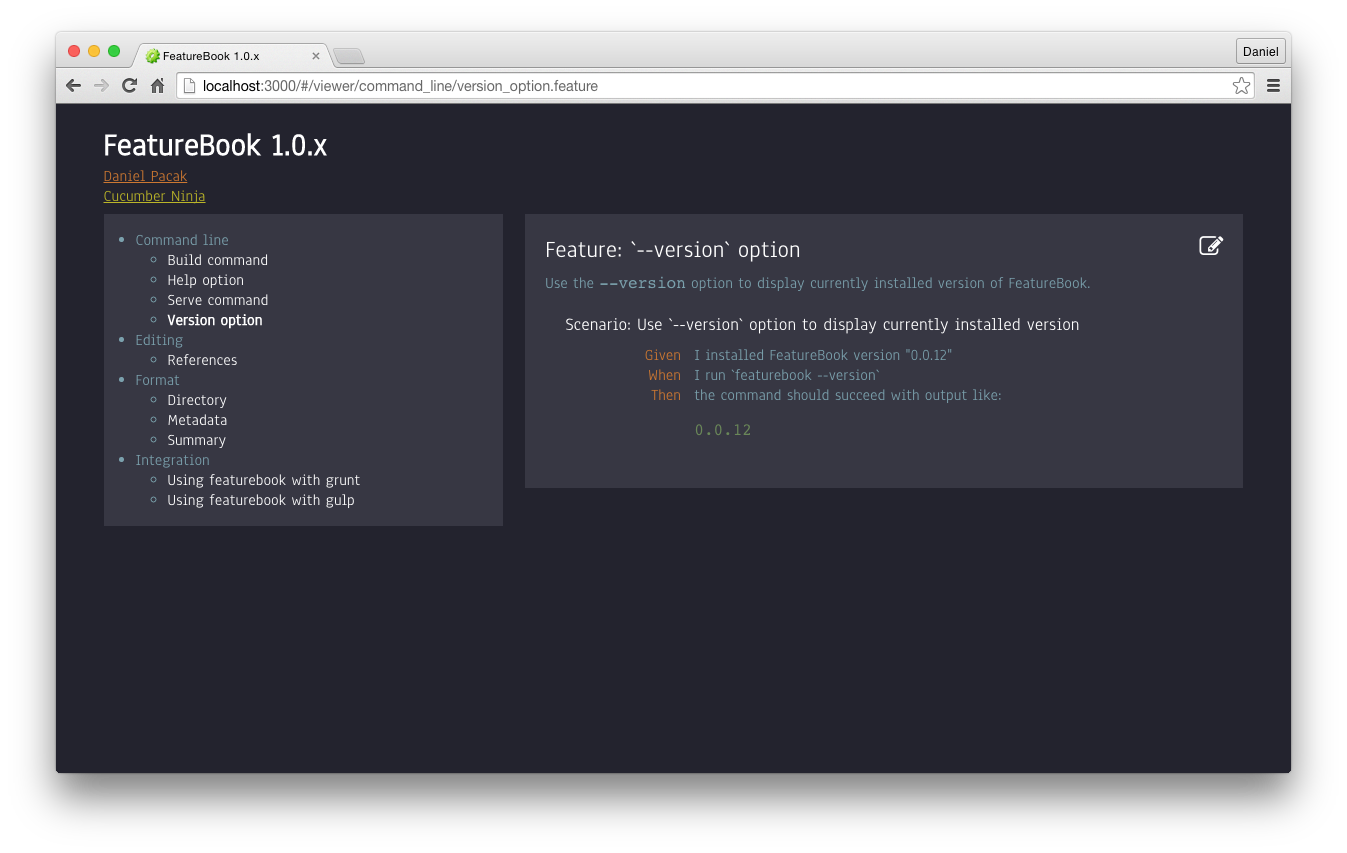 FeatureBook 1.0.x
Daniel
localhost:3000/#/viewer/command_line/version_option.feature
FeatureBook 1.0.x
Daniel Pacak
Cucumber Ninja
Command line
Build command
Help option
Serve command
Version option
Editing
References
Format
Directory
Metadata
Summary
Integration
Using featurebook with grunt
Using featurebook with gulp
Feature: `--version` option
Use the --version option to display currently installed version of FeatureBook.
Scenario: Use `--version` option to display currently installed version
Given I installed FeatureBook version "0.0.12"
When I run `featurebook --version`
Then the command should succeed with output like:
0.0.12